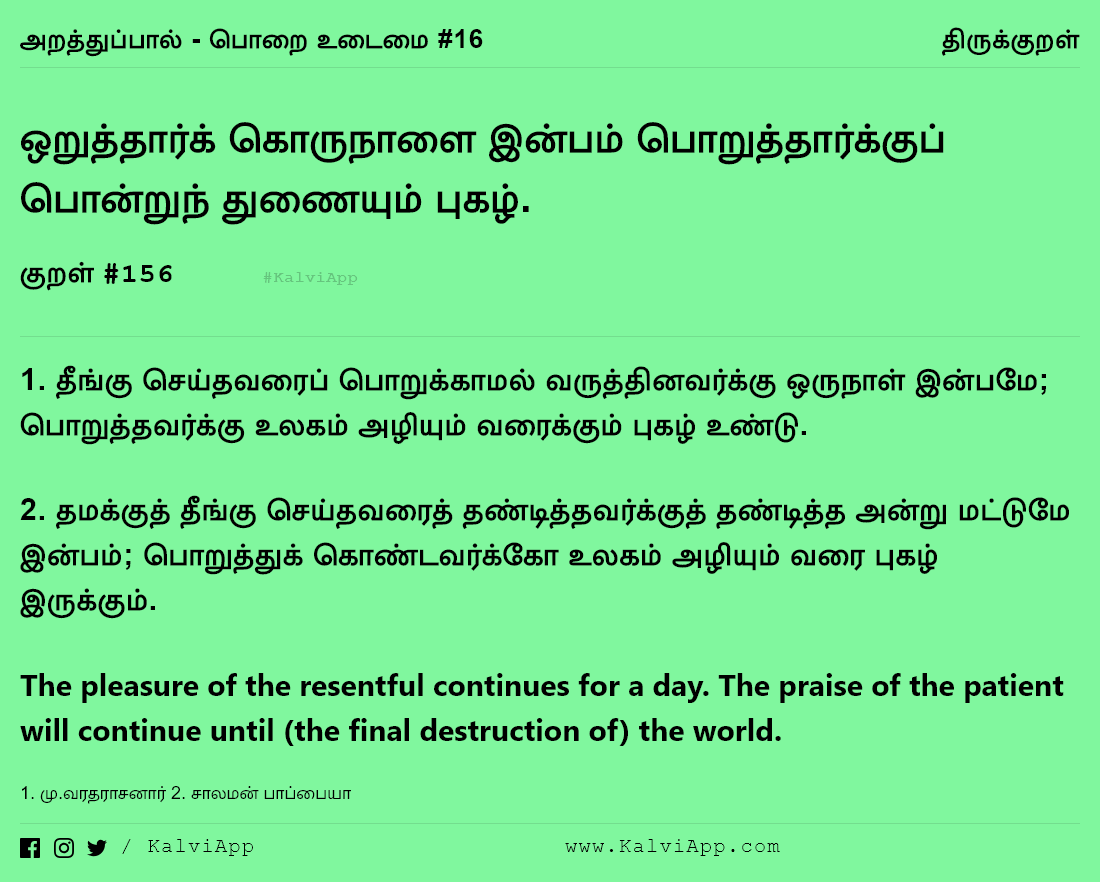 அறத்துப்பால் - பொறை உடைமை #16
திருக்குறள்
ஒறுத்தார்க் கொருநாளை இன்பம் பொறுத்தார்க்குப்
பொன்றுந் துணையும் புகழ்.
குறள் #156
#KalviApp
1. தீங்கு செய்தவரைப் பொறுக்காமல் வருத்தினவர்க்கு ஒருநாள் இன்பமே;
பொறுத்தவர்க்கு உலகம் அழியும் வரைக்கும் புகழ் உண்டு.
2. தமக்குத் தீங்கு செய்தவரைத் தண்டித்தவர்க்குத் தண்டித்த அன்று மட்டுமே
இன்பம்; பொறுத்துக் கொண்டவர்க்கோ உலகம் அழியும் வரை புகழ்
இருக்கும்.
The pleasure of the resentful continues for a day. The praise of the patient
will continue until (the final destruction of) the world.
1. மு.வரதராசனார் 2. சாலமன் பாப்பையா
/ KalviApp
www.KalviApp.com